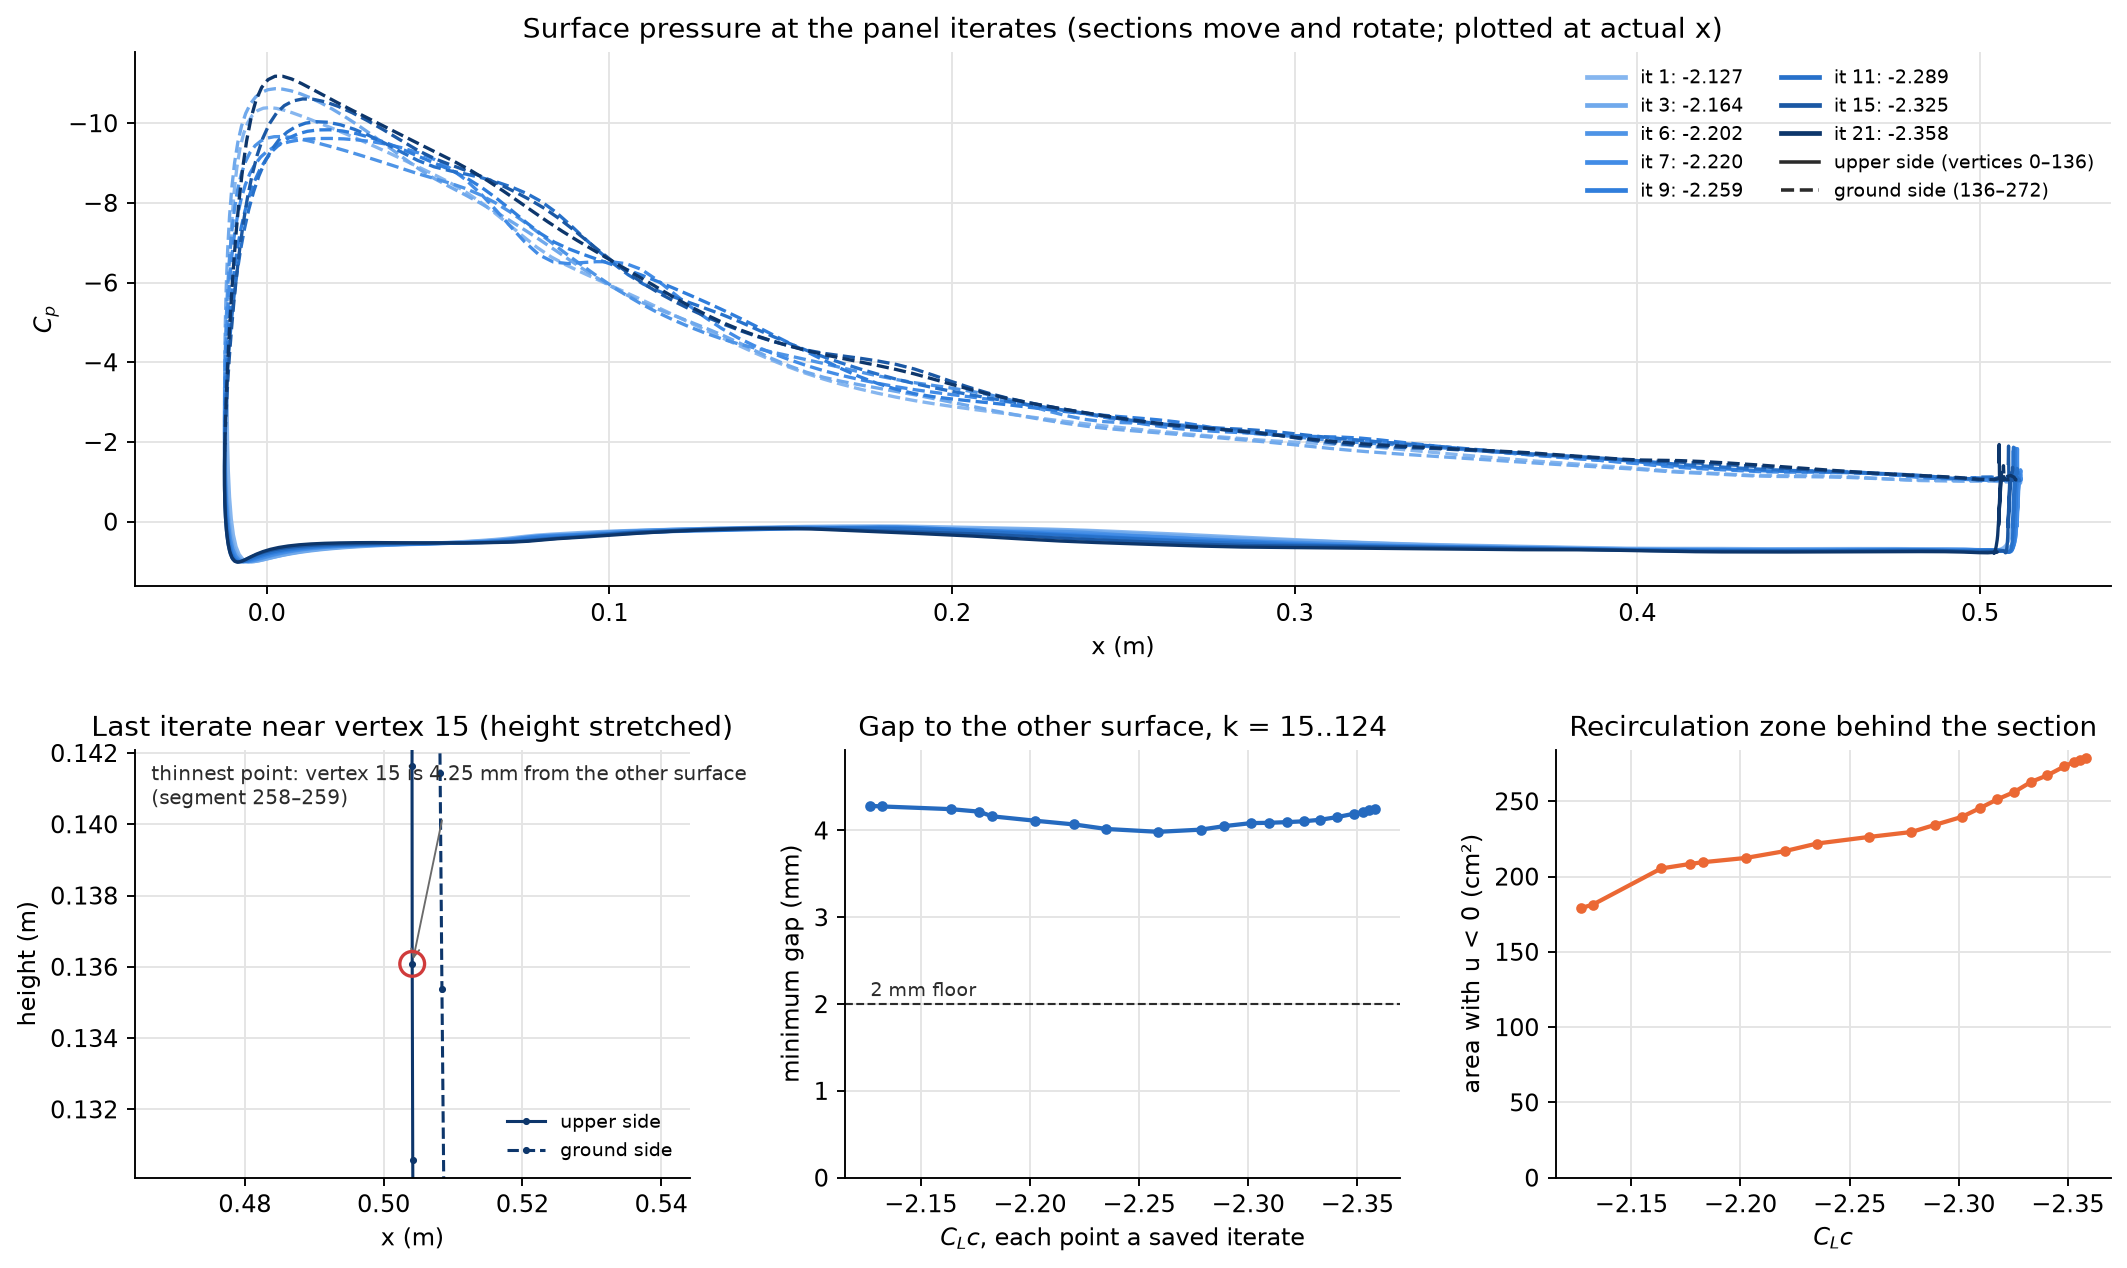 Surface pressure at the panel iterates (sections move and rotate; plotted at actual x)
it 1: -2.127
it 3: -2.164
it 6: -2.202
it 7: -2.220
it 9: -2.259
it 11: -2.289
it 15: -2.325
it 21: -2.358
upper side (vertices 0–136)
ground side (136–272)
−10
−8
−6
−4
−2
0
Cₚ
0.0
0.1
0.2
0.3
0.4
0.5
x (m)
Last iterate near vertex 15 (height stretched)
thinnest point: vertex 15 is 4.25 mm from the other surface
(segment 258–259)
0.142
0.140
0.138
0.136
0.134
0.132
height (m)
upper side
ground side
0.48
0.50
0.52
0.54
x (m)
Gap to the other surface, k = 15..124
4
3
2
1
0
minimum gap (mm)
2 mm floor
−2.15
−2.20
−2.25
−2.30
−2.35
C_Lc, each point a saved iterate
Recirculation zone behind the section
250
200
150
100
50
0
area with u < 0 (cm²)
−2.15
−2.20
−2.25
−2.30
−2.35
C_Lc